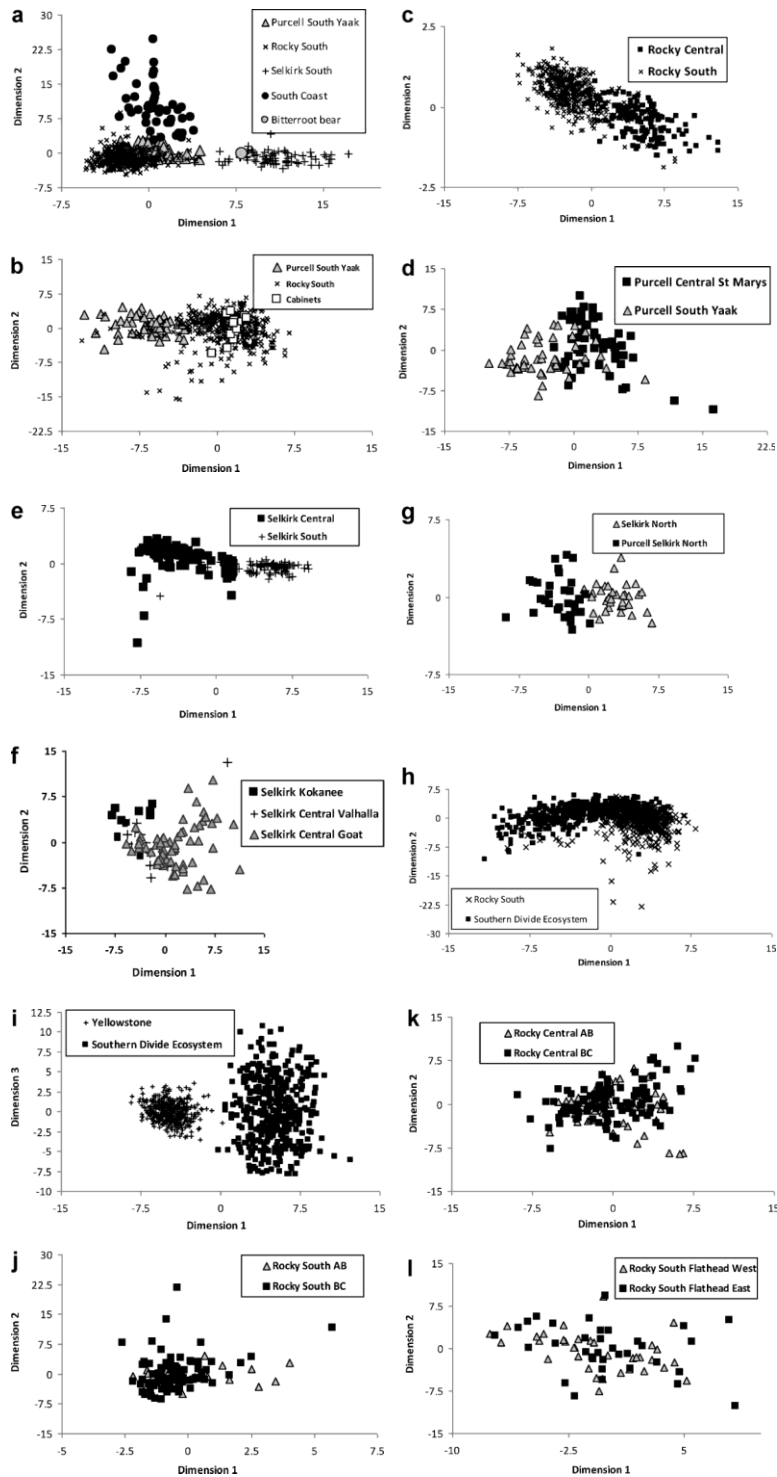 a
30
22.5
15
7.5
0
-7.5
Dimension 2
Purcell South Yaak
Rocky South
Selkirk South
South Coast
Bitterroot bear
-7.5 0 7.5 15
Dimension 1
c
2.5
0
-2.5
Dimension 2
Rocky Central
Rocky South
-15 -7.5 0 7.5 15
Dimension 1
b
15
7.5
0
-7.5
-15
-22.5
Dimension 2
Purcell South Yaak
Rocky South
Cabinets
-15 -7.5 0 7.5 15
Dimension 1
d
15
7.5
0
-7.5
-15
Dimension 2
Purcell Central St Marys
Purcell South Yaak
-15 -7.5 0 7.5 15 22.5
Dimension 1
e
7.5
0
-7.5
-15
Dimension 2
Selkirk Central
Selkirk South
-15 -7.5 0 7.5 15
Dimension 1
g
7.5
0
-7.5
Dimension 2
Selkirk North
Purcell Selkirk North
-15 -7.5 0 7.5 15
Dimension 1
f
15
7.5
0
-7.5
-15
Dimension 2
Selkirk Kokanee
Selkirk Central Valhalla
Selkirk Central Goat
-15 -7.5 0 7.5 15
Dimension 1
h
15
7.5
0
-7.5
-15
-22.5
-30
Dimension 2
Rocky South
Southern Divide Ecosystem
-15 -7.5 0 7.5 15
Dimension 1
i
12.5
10
7.5
5
2.5
0
-2.5
-5
-7.5
-10
Dimension 3
Yellowstone
Southern Divide Ecosystem
-15 -7.5 0 7.5 15
Dimension 1
k
15
7.5
0
-7.5
-15
Dimension 2
Rocky Central AB
Rocky Central BC
-15 -7.5 0 7.5 15
Dimension 1
j
30
22.5
15
7.5
0
-7.5
-15
Dimension 2
Rocky South AB
Rocky South BC
-5 -2.5 0 2.5 5 7.5
Dimension 1
l
15
7.5
0
-7.5
-15
Dimension 2
Rocky South Flathead West
Rocky South Flathead East
-10 -2.5 5
Dimension 1